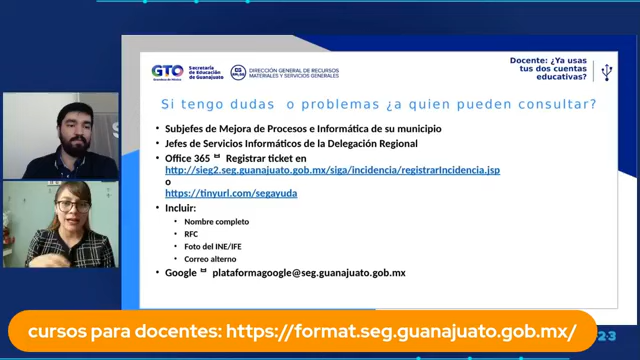 GTO
Secretaría
de Educación
de Guanajuato
DIRECCIÓN GENERAL DE RECURSOS
MATERIALES Y SERVICIOS GENERALES
Docente: ¿Ya usas
tus dos cuentas
educativas?
Si tengo dudas o problemas ¿a quien pueden consultar?
• Subjefes de Mejora de Procesos e Informática de su municipio
• Jefes de Servicios Informáticos de la Delegación Regional
• Office 365 Registrar ticket en
http://sieg2.seg.guanajuato.gob.mx/siga/incidencia/registrarIncidencia.jsp
o
https://tinyurl.com/segayuda
• Incluir:
• Nombre completo
• RFC
• Foto del INE/IFE
• Correo alterno
• Google plataformagoogle@seg.guanajuato.gob.mx
cursos para docentes: https://format.seg.guanajuato.gob.mx/